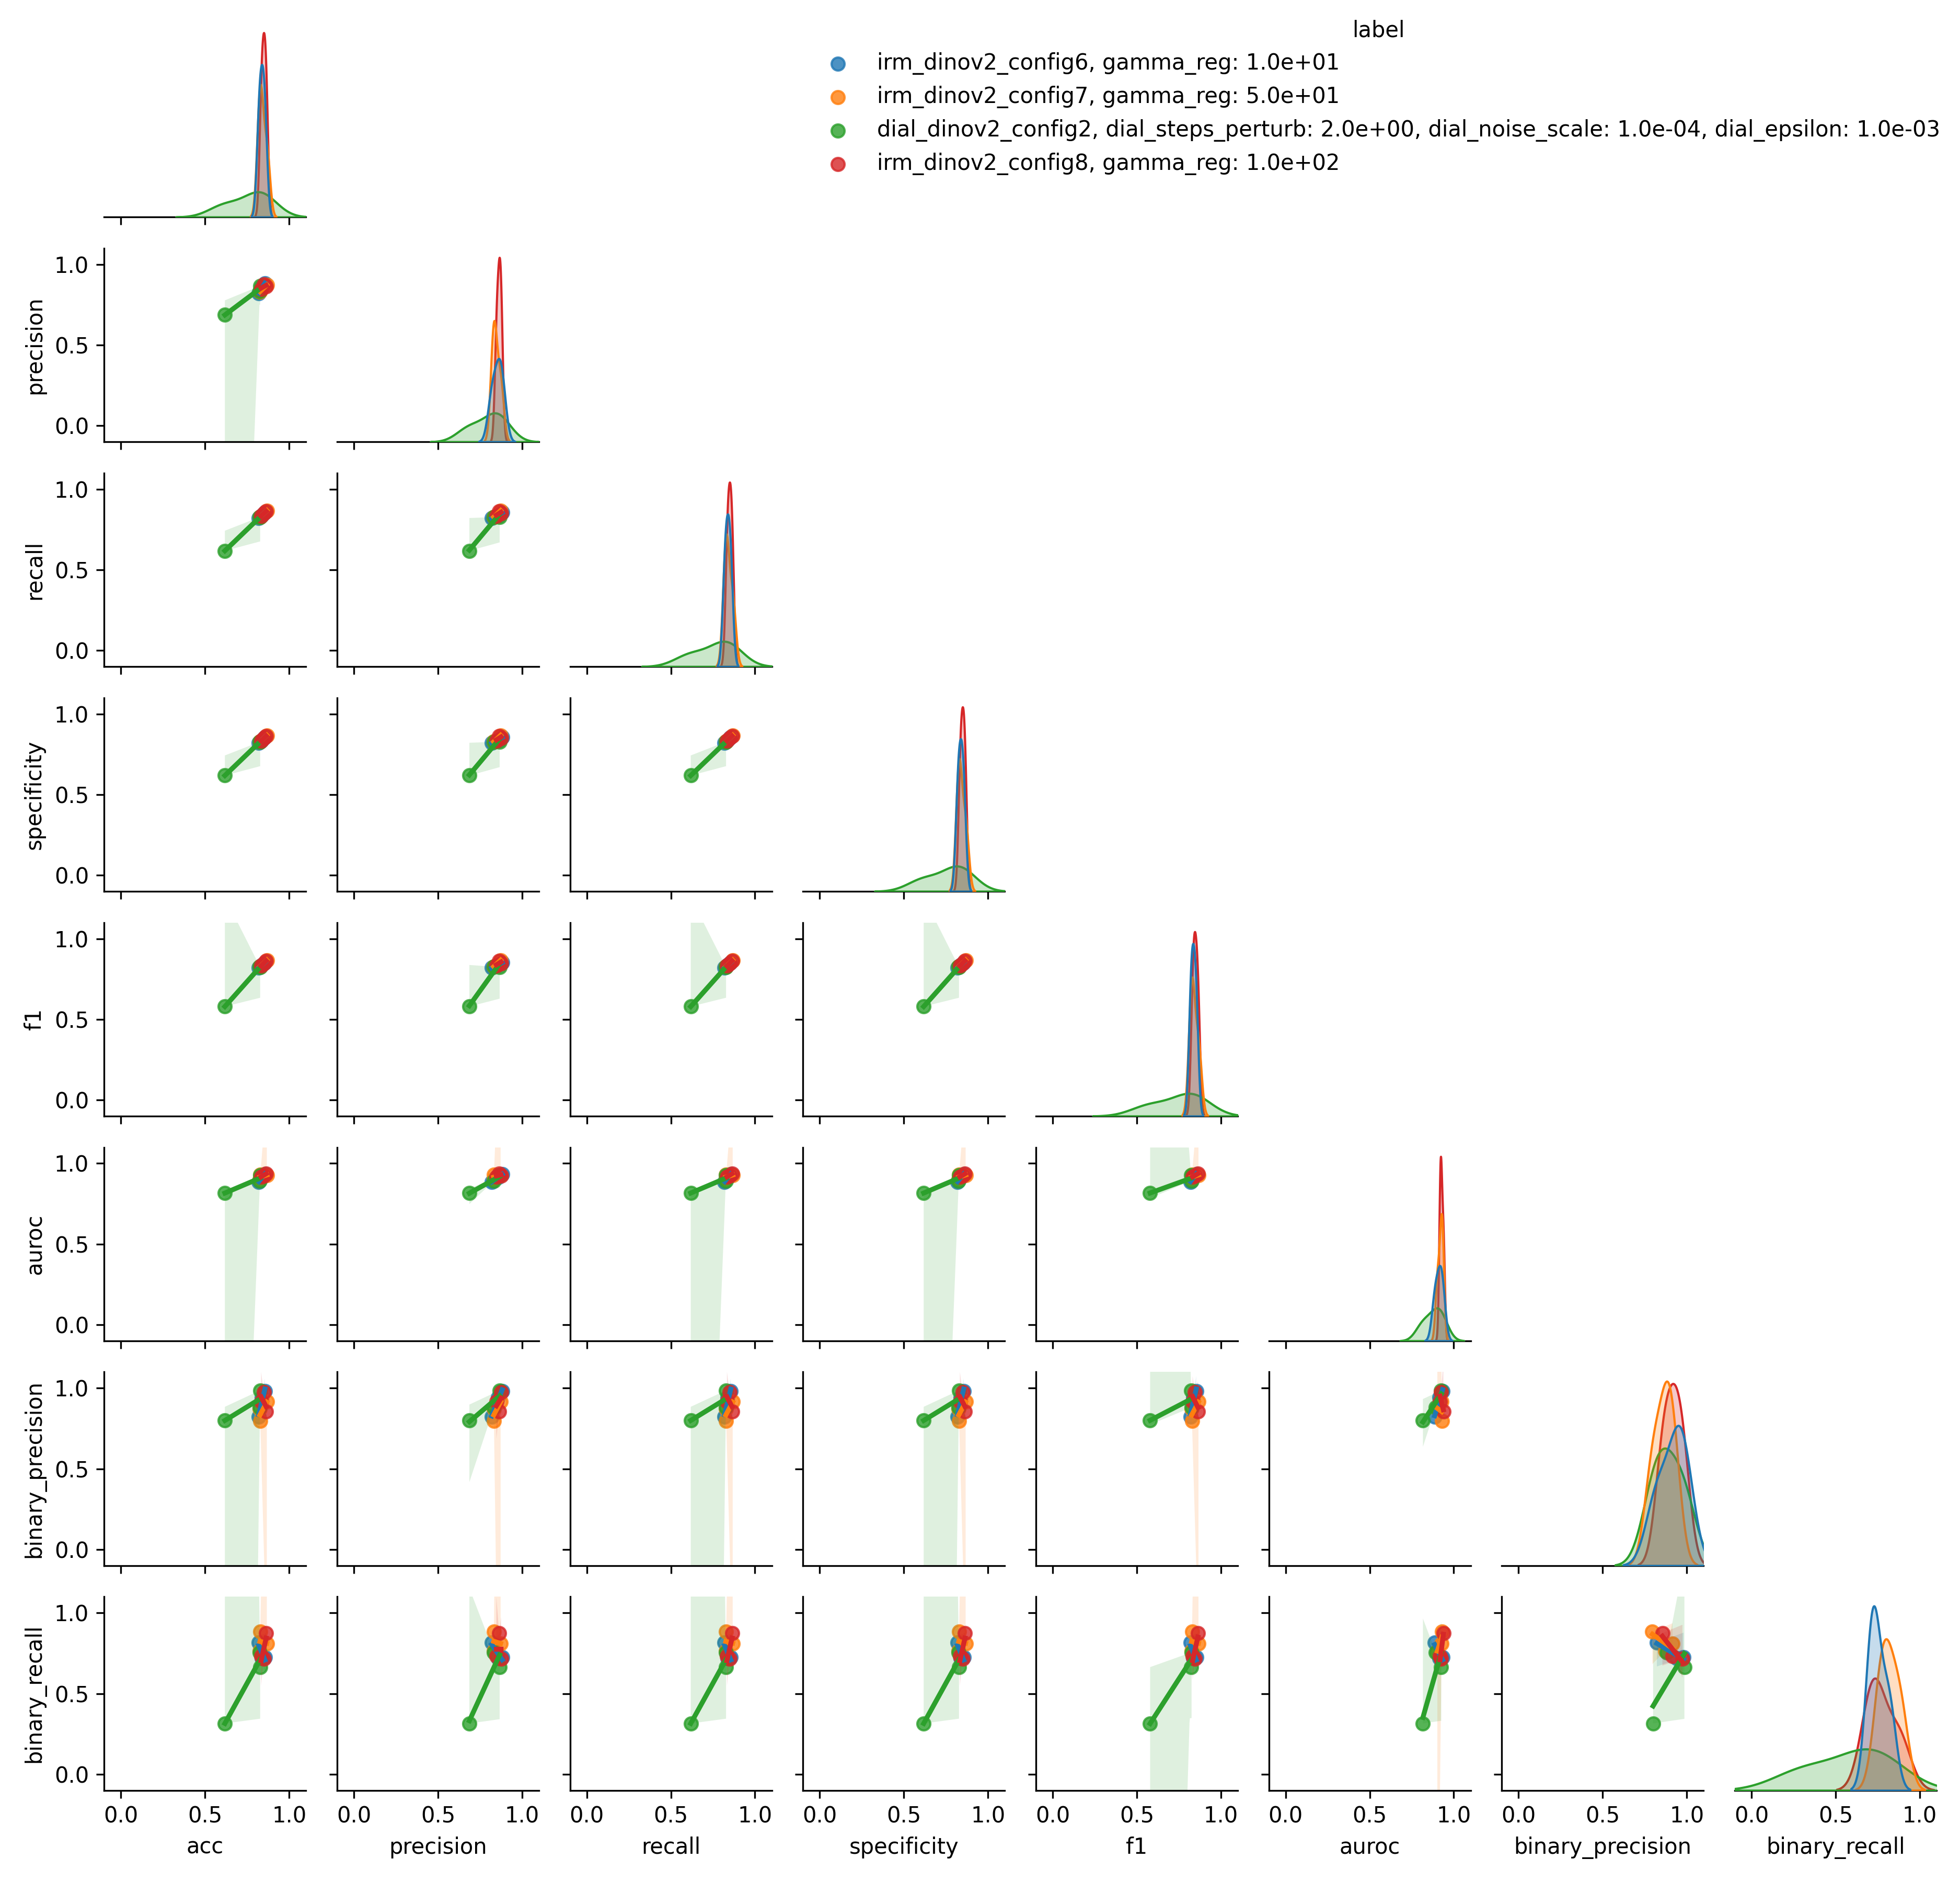 label
irm_dinov2_config6, gamma_reg: 1.0e+01
irm_dinov2_config7, gamma_reg: 5.0e+01
dial_dinov2_config2, dial_steps_perturb: 2.0e+00, dial_noise_scale: 1.0e-04, dial_epsilon: 1.0e-03
irm_dinov2_config8, gamma_reg: 1.0e+02
1.0
0.5
0.0
precision
1.0
0.5
0.0
recall
1.0
0.5
0.0
specificity
1.0
0.5
0.0
f1
1.0
0.5
0.0
auroc
1.0
0.5
0.0
binary_precision
1.0
0.5
0.0
binary_recall
0.0 0.5 1.0 0.0 0.5 1.0 0.0 0.5 1.0 0.0 0.5 1.0 0.0 0.5 1.0 0.0 0.5 1.0 0.0 0.5 1.0 0.0 0.5 1.0
acc precision recall specificity f1 auroc binary_precision binary_recall